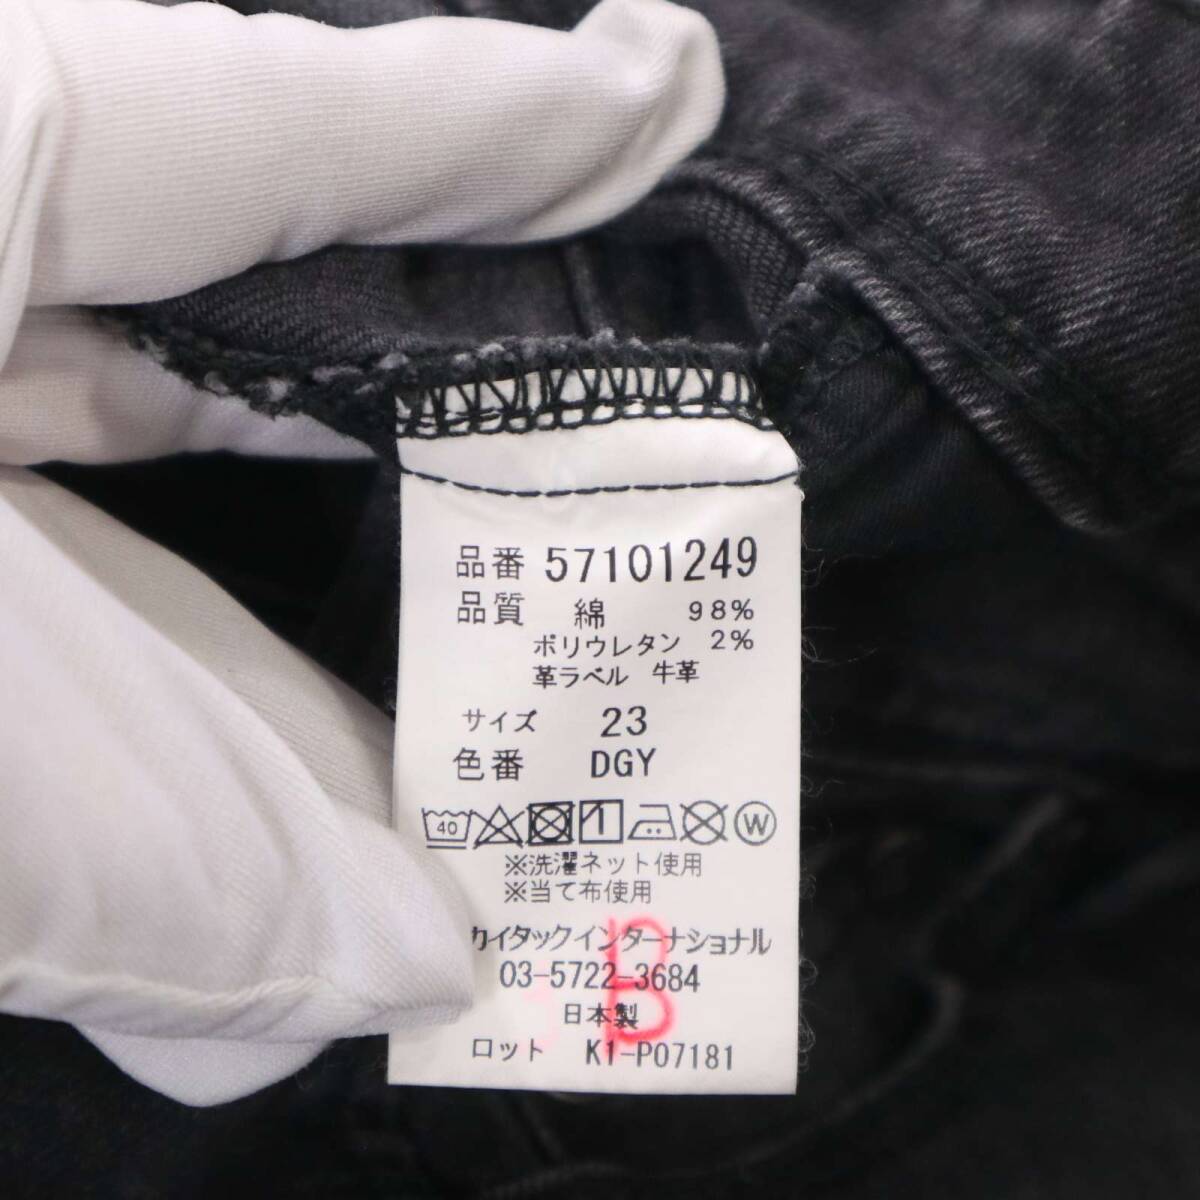 品番 57101249
品質 綿 98%
ポリウレタン 2%
革ラベル 牛革
サイズ 23
色番 DGY
40 W
※洗濯ネット使用
※当て布使用
カイタックインターナショナル
03-5722-3684
日本製
ロット K1-P07181
B